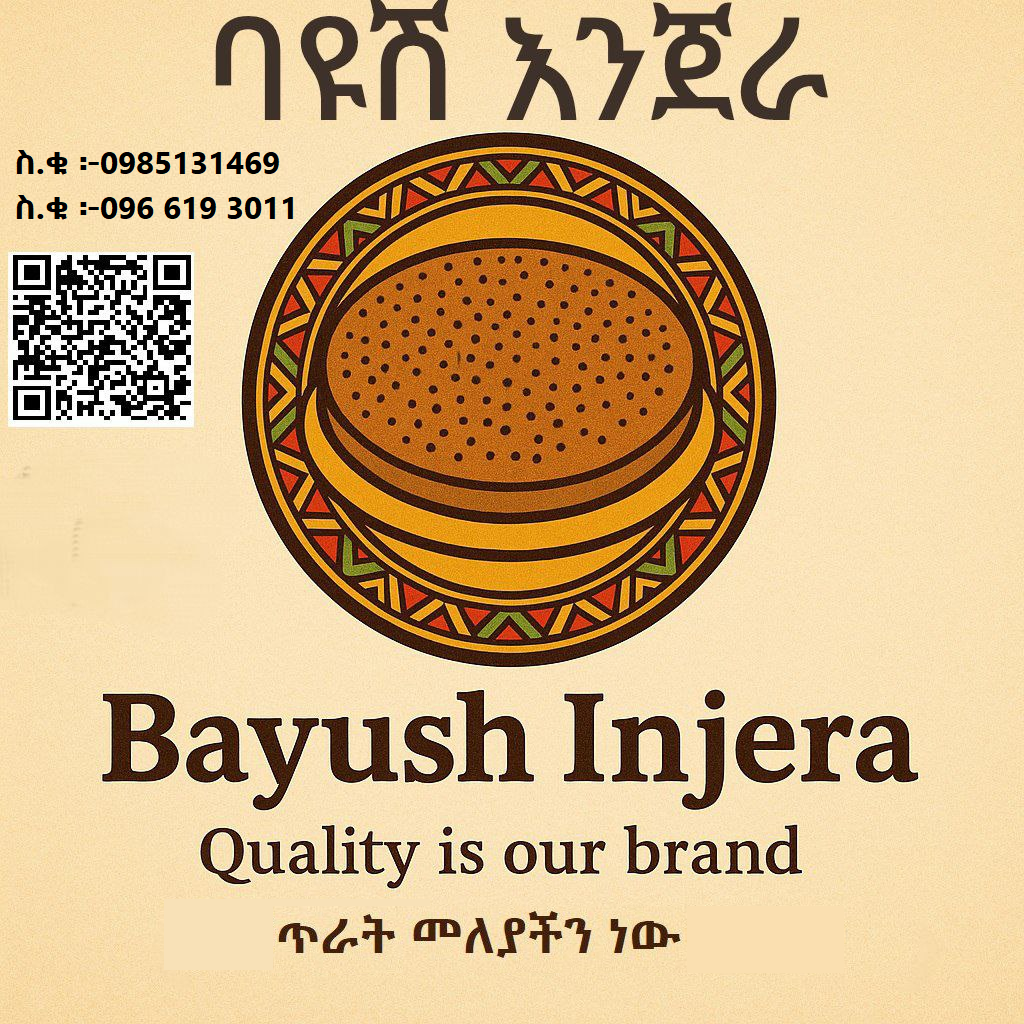 ባዩሽ እንጀራ
ስ.ቁ ፡-0985131469
ስ.ቁ ፡-096 619 3011
Bayush Injera
Quality is our brand
ጥራት መለያችን ነው